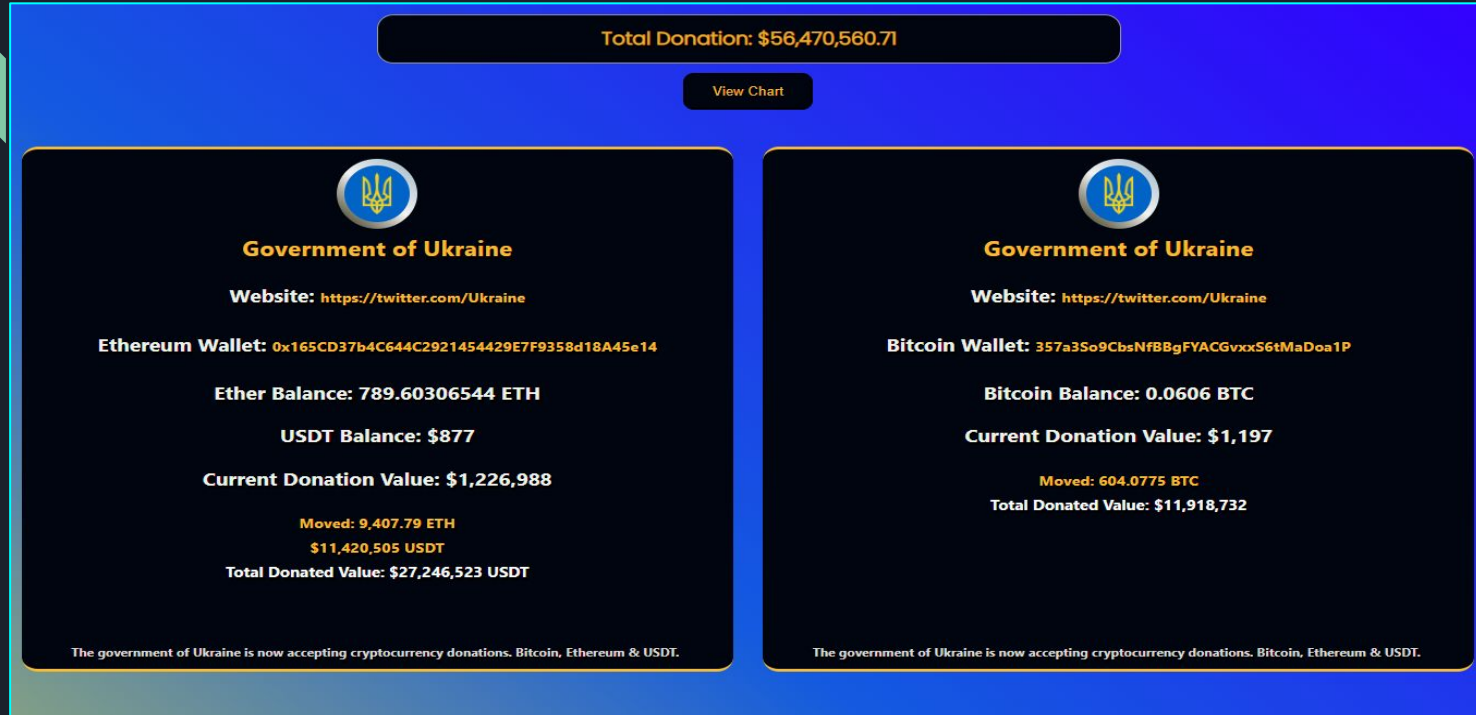 Total Donation: $56,470,560.71
View Chart
Government of Ukraine
Website: https://twitter.com/Ukraine
Ethereum Wallet: 0x165CD37b4C644C2921454429E7F9358d18A45e14
Ether Balance: 789.60306544 ETH
USDT Balance: $877
Current Donation Value: $1,226,988
Moved: 9,407.79 ETH
$11,420,505 USDT
Total Donated Value: $27,246,523 USDT
The government of Ukraine is now accepting cryptocurrency donations. Bitcoin, Ethereum & USDT.
Government of Ukraine
Website: https://twitter.com/Ukraine
Bitcoin Wallet: 357a3So9CbsNfBBgFYACGvxxS6tMaDoa1P
Bitcoin Balance: 0.0606 BTC
Current Donation Value: $1,197
Moved: 604.0775 BTC
Total Donated Value: $11,918,732
The government of Ukraine is now accepting cryptocurrency donations. Bitcoin, Ethereum & USDT.